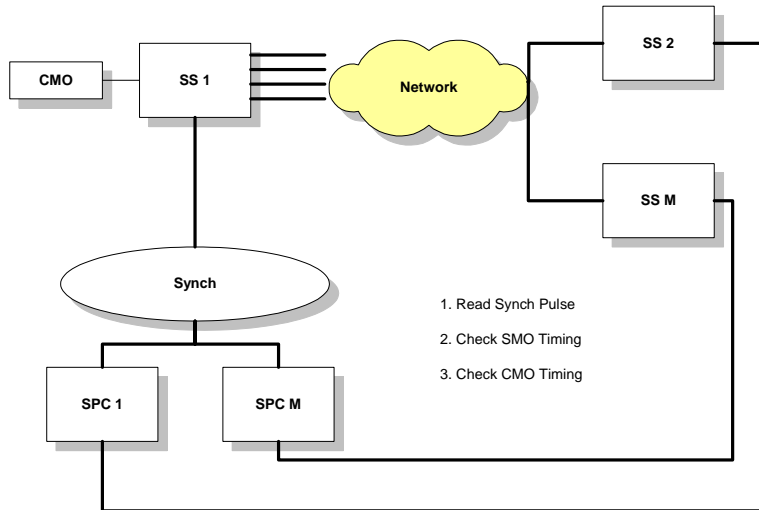 SS 2
CMO
SS 1
Network
SS M
Synch
1. Read Synch Pulse
2. Check SMO Timing
3. Check CMO Timing
SPC 1
SPC M